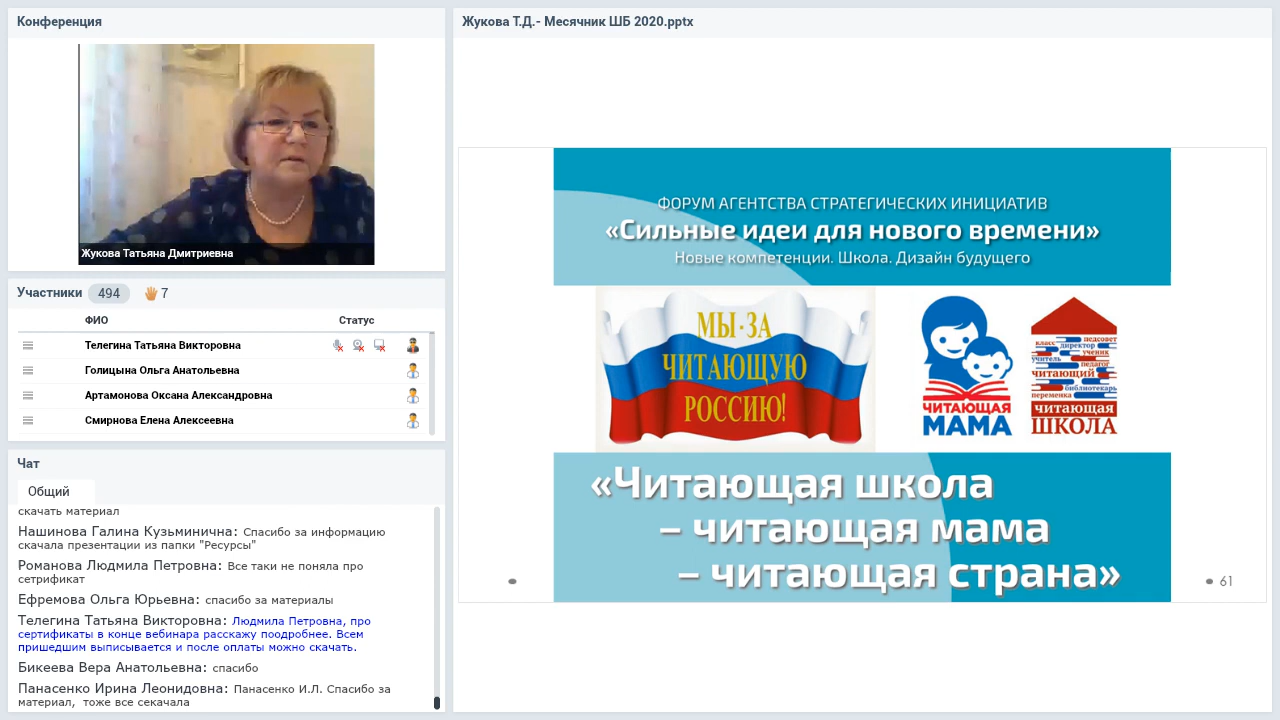 Конференция
Жукова Татьяна Дмитриевна
Участники 494 7
ФИО Статус
Телегина Татьяна Викторовна
Голицына Ольга Анатольевна
Артамонова Оксана Александровна
Смирнова Елена Алексеевна
Чат
Общий
скачать материал
Нашинова Галина Кузьминична: Спасибо за информацию
скачала презентации из папки "Ресурсы"
Романова Людмила Петровна: Все таки не поняла про
сетрификат
Ефремова Ольга Юрьевна: спасибо за материалы
Телегина Татьяна Викторовна: Людмила Петровна, про
сертификаты в конце вебинара расскажу поодробнее. Всем
пришедшим выписывается и после оплаты можно скачать.
Бикеева Вера Анатольевна: спасибо
Панасенко Ирина Леонидовна: Панасенко И.Л. Спасибо за
материал, тоже все секачала
Жукова Т.Д.- Месячник ШБ 2020.pptx
ФОРУМ АГЕНТСТВА СТРАТЕГИЧЕСКИХ ИНИЦИАТИВ
«Сильные идеи для нового времени»
Новые компетенции. Школа. Дизайн будущего
МЫ·ЗА
ЧИТАЮЩУЮ
РОССИЮ!
ЧИТАЮЩАЯ
МАМА
класс педсовет
директор
учитель ученик
педагог
читающий
библиотекарь
переменка
читающая
ШКОЛА
«Читающая школа
– читающая мама
– читающая страна»
61